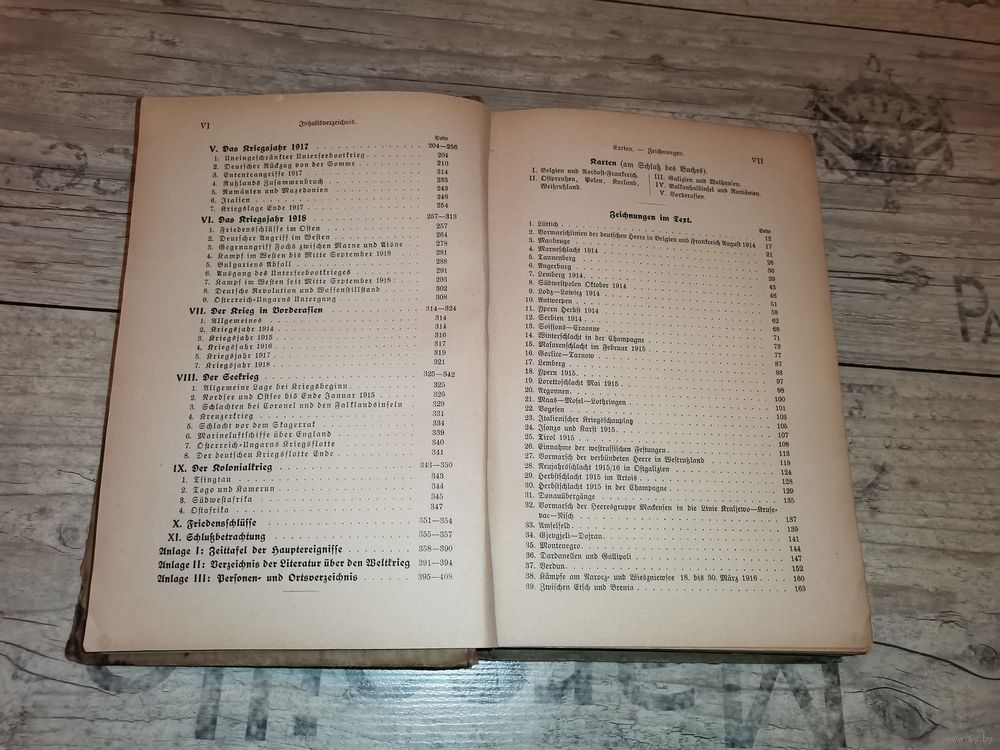 VI
Inhaltsverzeichnis.
Seite
V. Das Kriegsjahr 1917 204—256
1. Uneingeschränkter Unterseebootkrieg 204
2. Deutscher Rückzug von der Somme 210
3. Ententeangriffe 1917 214
4. Rußlands Zusammenbruch 233
5. Rumänien und Mazedonien 243
6. Italien 246
7. Kriegslage Ende 1917 254
VI. Das Kriegsjahr 1918 257—313
1. Friedensschlüsse im Osten 257
2. Deutscher Angriff im Westen 264
3. Gegenangriff Fochs zwischen Marne und Aisne 278
4. Kampf im Westen bis Mitte September 1918 281
5. Bulgariens Abfall 288
6. Ausgang des Unterseebootkrieges 291
7. Kampf im Westen seit Mitte September 1918 293
8. Deutsche Revolution und Waffenstillstand 302
9. Österreich-Ungarns Untergang 308
VII. Der Krieg in Vorderasien 314—324
1. Allgemeines 314
2. Kriegsjahr 1914 314
3. Kriegsjahr 1915 316
4. Kriegsjahr 1916 317
5. Kriegsjahr 1917 319
7. Kriegsjahr 1918 321
VIII. Der Seekrieg 325—342
1. Allgemeine Lage bei Kriegsbeginn 325
2. Nordsee und Ostsee bis Ende Januar 1915 326
3. Schlachten bei Coronel und den Falklandsinseln 329
4. Kreuzerkrieg 331
5. Schlacht vor dem Skagerrak 334
6. Marineluftschiffe über England 339
7. Österreich-Ungarns Kriegsflotte 340
8. Der deutschen Kriegsflotte Ende 341
IX. Der Kolonialkrieg 343—350
1. Tsingtau 343
2. Togo und Kamerun 344
3. Südwestafrika 345
4. Ostafrika 347
X. Friedensschlüsse 351—354
XI. Schlußbetrachtung 355—357
Anlage I: Zeittafel der Hauptereignisse 358—390
Anlage II: Verzeichnis der Literatur über den Weltkrieg 391—394
Anlage III: Personen- und Ortsverzeichnis 395—408
Karten. — Zeichnungen.
VII
Karten (am Schluß des Buches).
I. Belgien und Nordost-Frankreich.
II. Ostpreußen, Polen, Kurland,
Weißrußland.
III. Galizien und Wolhynien.
IV. Balkanhalbinsel und Rumänien.
V. Vorderasien.
Zeichnungen im Text.
Seite
1. Lüttich 12
2. Vormarschlinien der deutschen Heere in Belgien und Frankreich August 1914 17
3. Maubeuge 21
4. Marneschlacht 1914 26
5. Tannenberg 36
6. Angerburg 39
7. Lemberg 1914 43
8. Südwestpolen Oktober 1914 46
9. Lodz—Lowicz 1914 51
10. Antwerpen 58
11. Ypern Herbst 1914 62
12. Serbien 1914 68
13. Soissons—Craonne 71
14. Winterschlacht in der Champagne 73
15. Masurenschlacht im Februar 1915 77
16. Gorlice—Tarnow 87
17. Lemberg 93
18. Ypern 1915 97
19. Lorettoschlacht Mai 1915 98
20. Argonnen 100
21. Maas—Mosel—Lothringen 101
22. Vogesen 103
23. Italienischer Kriegsschauplatz 105
24. Isonzo und Karst 1915 107
25. Tirol 1915 108
26. Einnahme der westrussischen Festungen 113
27. Vormarsch der verbündeten Heere in Westrußland 118
28. Neujahrsschlacht 1915/16 in Ostgalizien 124
29. Herbstschlacht 1915 im Artois 128
30. Herbstschlacht 1915 in der Champagne 129
31. Donauübergänge 135
32. Vormarsch der Heeresgruppe Mackensen in die Linie Kraljewo—Kruse-
vac—Nisch 137
33. Amselfeld 139
34. Gjevgjeli—Dojran 141
35. Montenegro 144
36. Dardanellen und Gallipoli 147
37. Verdun 152
38. Kämpfe am Narocz- und Wiszniewsee 18. bis 30. März 1916 160
39. Zwischen Etsch und Brenta 163
www.ay.by